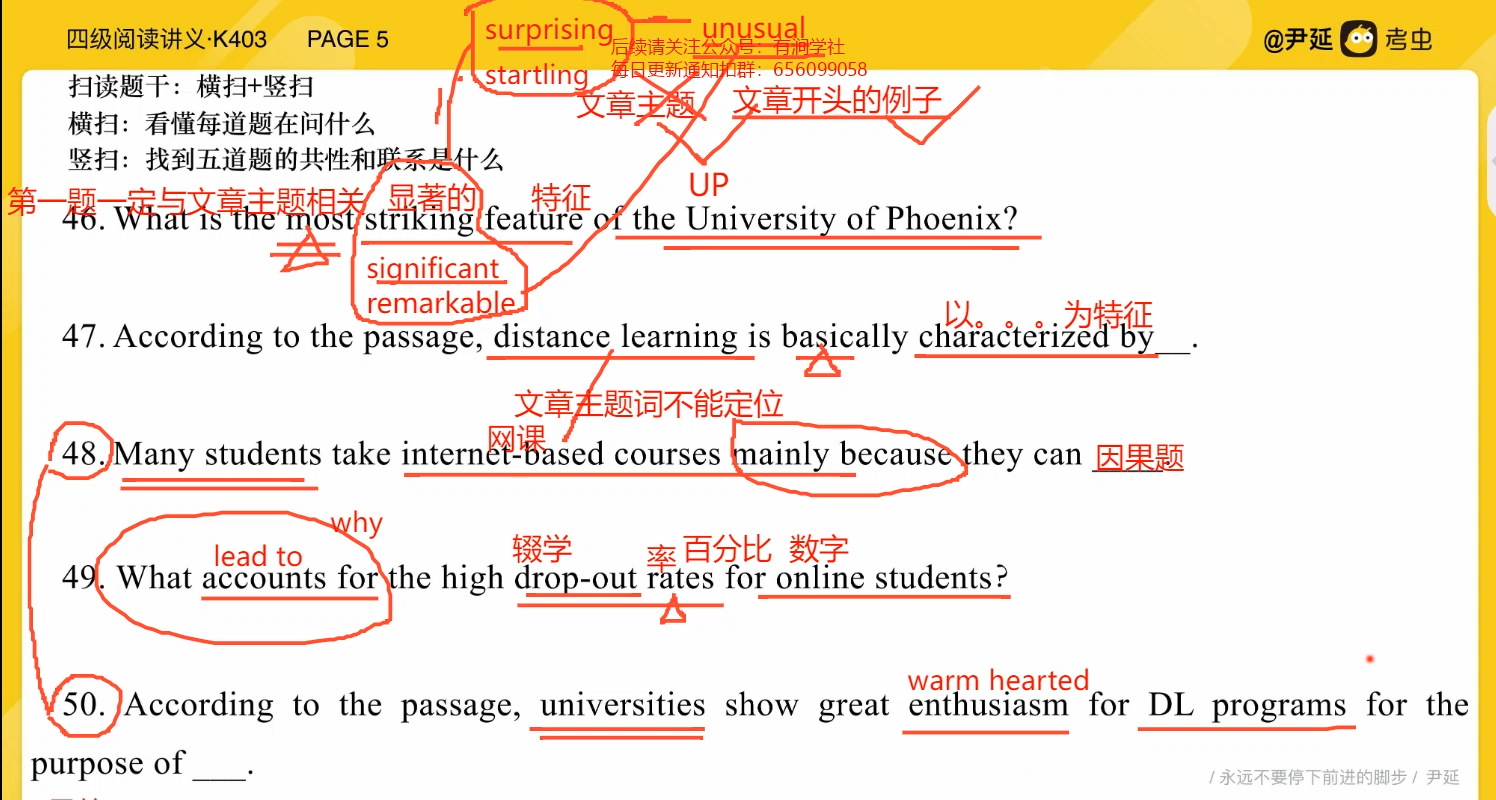 四级阅读讲义·K403 PAGE 5
surprising unusual
@尹延 考虫
后续请关注公众号：有涧学社
startling
每日更新通知扣群：656099058
扫读题干：横扫+竖扫
文章主题 文章开头的例子
横扫：看懂每道题在问什么
竖扫：找到五道题的共性和联系是什么
第一题一定与文章主题相关 显著的 特征 UP
46. What is the most striking feature of the University of Phoenix?
significant
remarkable
以。。。为特征
47. According to the passage, distance learning is basically characterized by__.
文章主题词不能定位
网课
48. Many students take internet-based courses mainly because they can ____. 因果题
why
lead to 辍学 率 百分比 数字
49. What accounts for the high drop-out rates for online students?
warm hearted
50. According to the passage, universities show great enthusiasm for DL programs for the
purpose of ___.
/ 永远不要停下前进的脚步 / 尹延